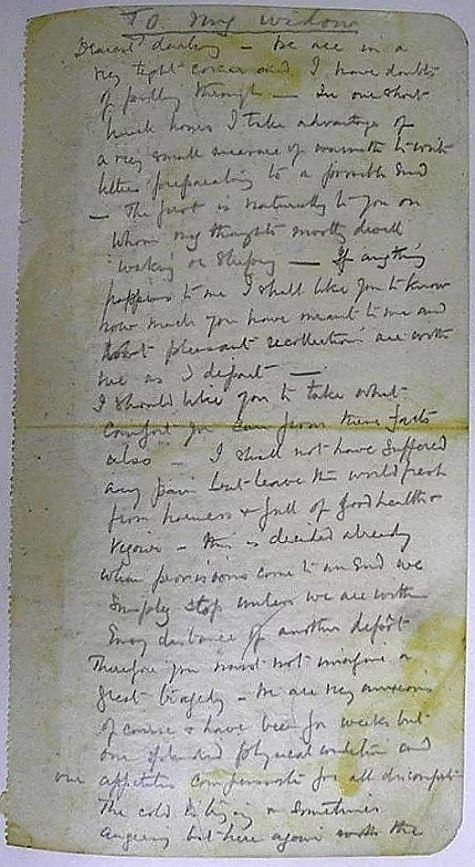 To my widow
Dearest darling – we are in a
very tight corner and I have doubts
of pulling through – In our short
lunch hours I take advantage of
a very small measure of warmth to write
letters preparatory to a possible end
– The first is naturally to you on
whom my thoughts mostly dwell
waking or sleeping – If anything
happens to me I shall like you to know
how much you have meant to me and
that pleasant recollections are with
me as I depart –
I should like you to take what
comfort you can from these facts
also – I shall not have suffered
any pain but leave the world fresh
from harness & full of good health &
vigour – this is decided already
when provisions come to an end we
simply stop unless we are within
easy distance of another depôt
Therefore you must not imagine a
great tragedy – we are very anxious
of course & have been for weeks but
our splendid physical condition and
our appetites compensate for all discomfort
The cold is biting & sometimes
angering but here again the